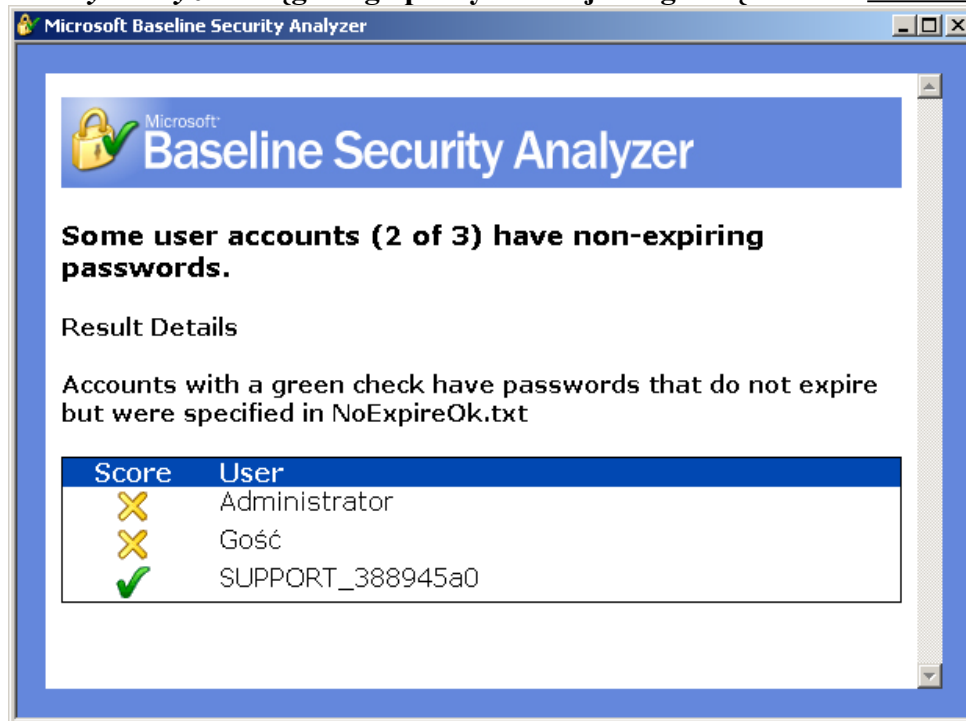 Microsoft Baseline Security Analyzer
Microsoft
Baseline Security Analyzer
Some user accounts (2 of 3) have non-expiring
passwords.
Result Details
Accounts with a green check have passwords that do not expire
but were specified in NoExpireOk.txt
Score User
Administrator
Gość
SUPPORT_388945a0